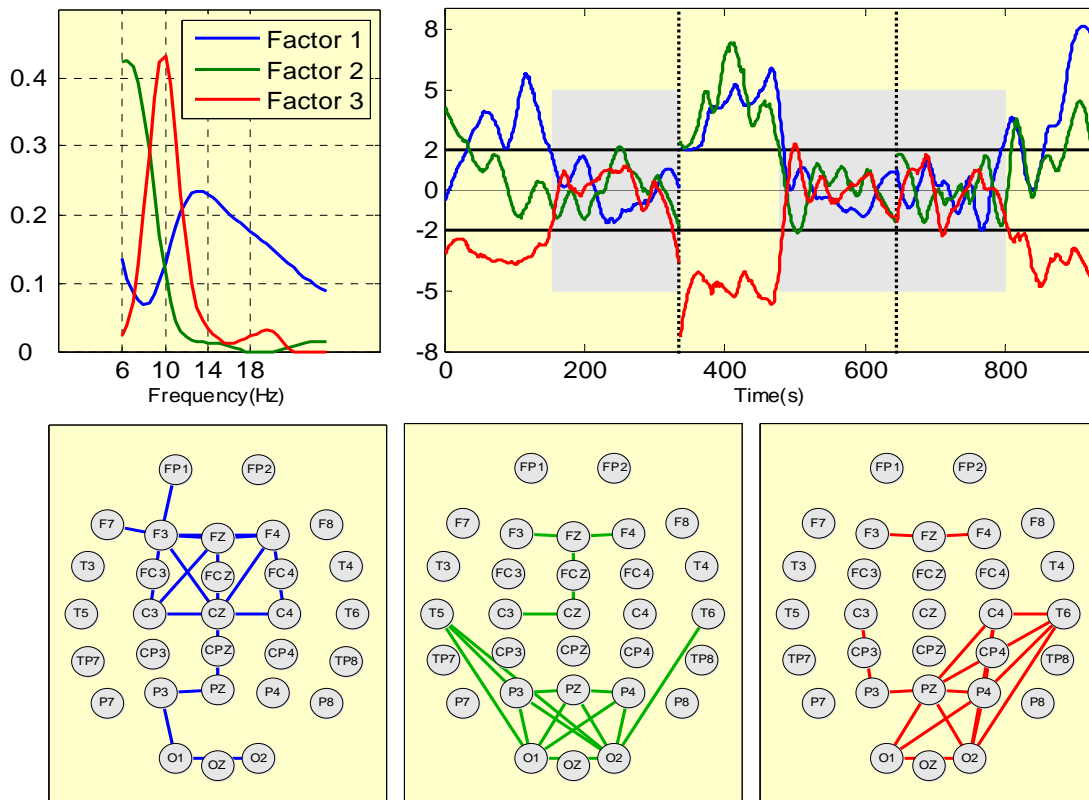 Factor 1
Factor 2
Factor 3
0.4
0.3
0.2
0.1
0
6 10 14 18
Frequency(Hz)
8
5
2
0
-2
-5
-8
0 200 400 600 800
Time(s)
FP1 FP2
F7 F3 FZ F4 F8
T3 FC3 FCZ FC4 T4
T5 C3 CZ C4 T6
TP7 CP3 CPZ CP4 TP8
P7 P3 PZ P4 P8
O1 OZ O2
FP1 FP2
F7 F3 FZ F4 F8
T3 FC3 FCZ FC4 T4
T5 C3 CZ C4 T6
TP7 CP3 CPZ CP4 TP8
P7 P3 PZ P4 P8
O1 OZ O2
FP1 FP2
F7 F3 FZ F4 F8
T3 FC3 FCZ FC4 T4
T5 C3 CZ C4 T6
TP7 CP3 CPZ CP4 TP8
P7 P3 PZ P4 P8
O1 OZ O2